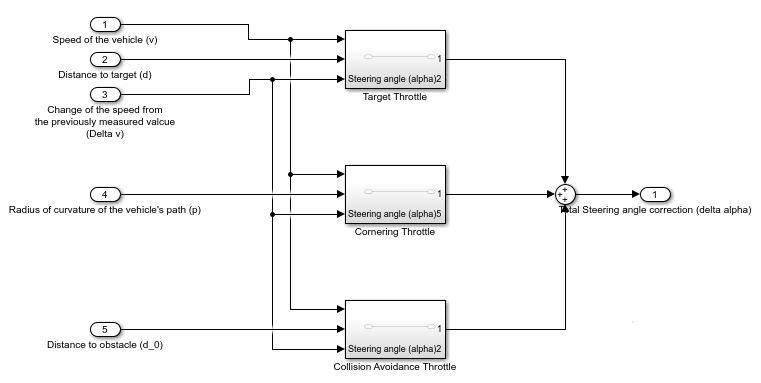 1
Speed of the vehicle (v)
2
Distance to target (d)
3
Change of the speed from
the previously measured valcue
(Delta v)
1
Steering angle (alpha)2
Target Throttle
4
Radius of curvature of the vehicle's path (p)
1
Steering angle (alpha)5
Cornering Throttle
1
Total Steering angle correction (delta alpha)
5
Distance to obstacle (d_0)
1
Steering angle (alpha)2
Collision Avoidance Throttle